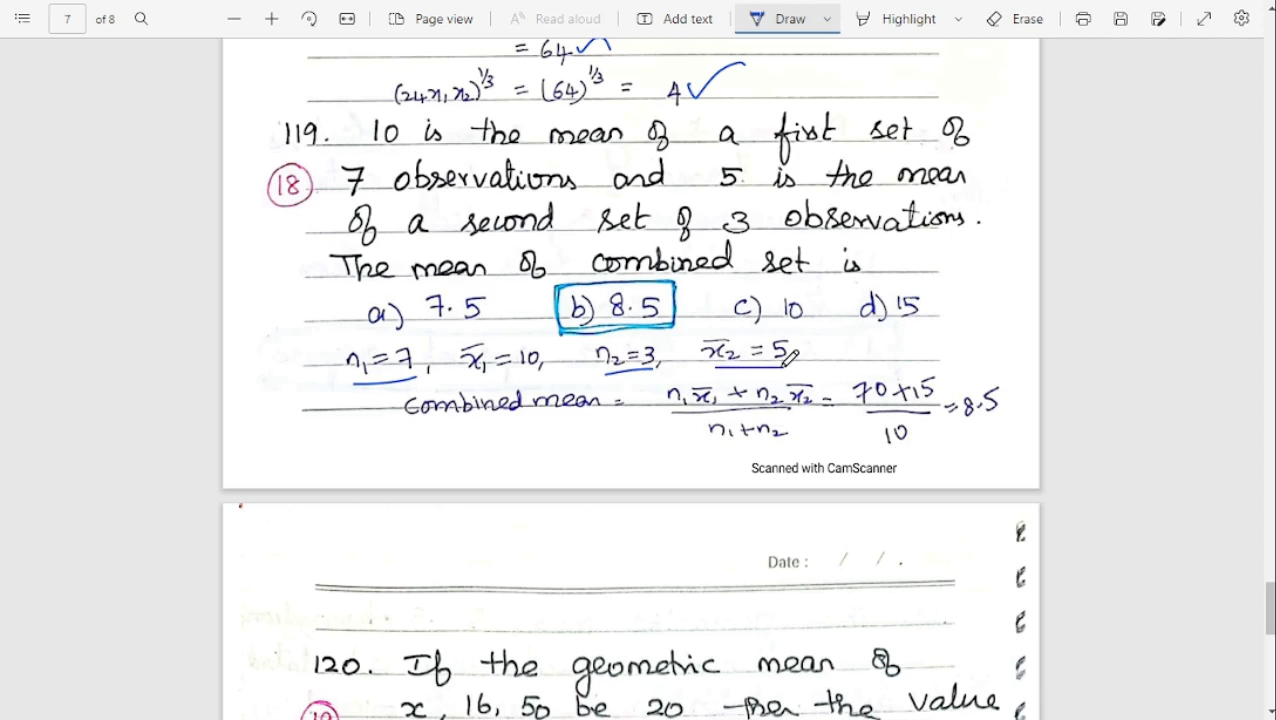 7 of 8 Page view Read aloud Add text Draw Highlight Erase
= 64 ✓
(24x₁x₂)^1/3 = (64)^1/3 = 4 ✓
119. 10 is the mean of a first set of
18 7 observations and 5 is the mean
of a second set of 3 observations.
The mean of combined set is
a) 7.5 b) 8.5 c) 10 d) 15
n₁ = 7, x̄₁ = 10, n₂ = 3, x̄₂ = 5
Combined mean = (n₁x̄₁ + n₂x̄₂)/(n₁+n₂) = (70+15)/10 = 8.5
Scanned with CamScanner
Date : / / .
120. If the geometric mean of
19 x, 16, 50 be 20 then the value